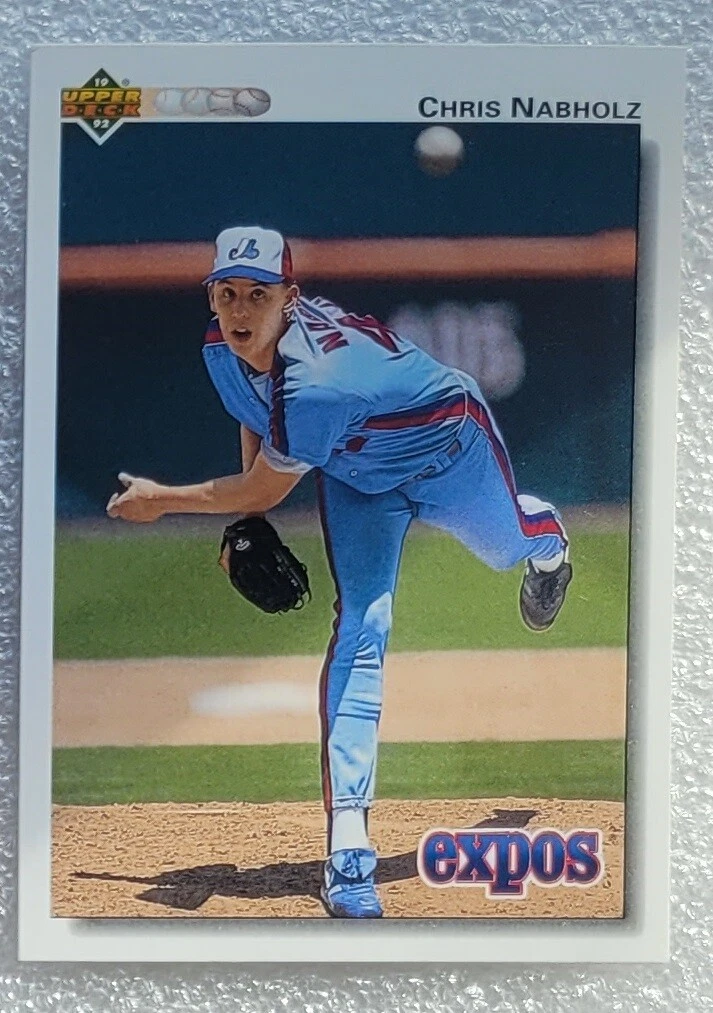 19
UPPER
DECK
92
CHRIS NABHOLZ
expos